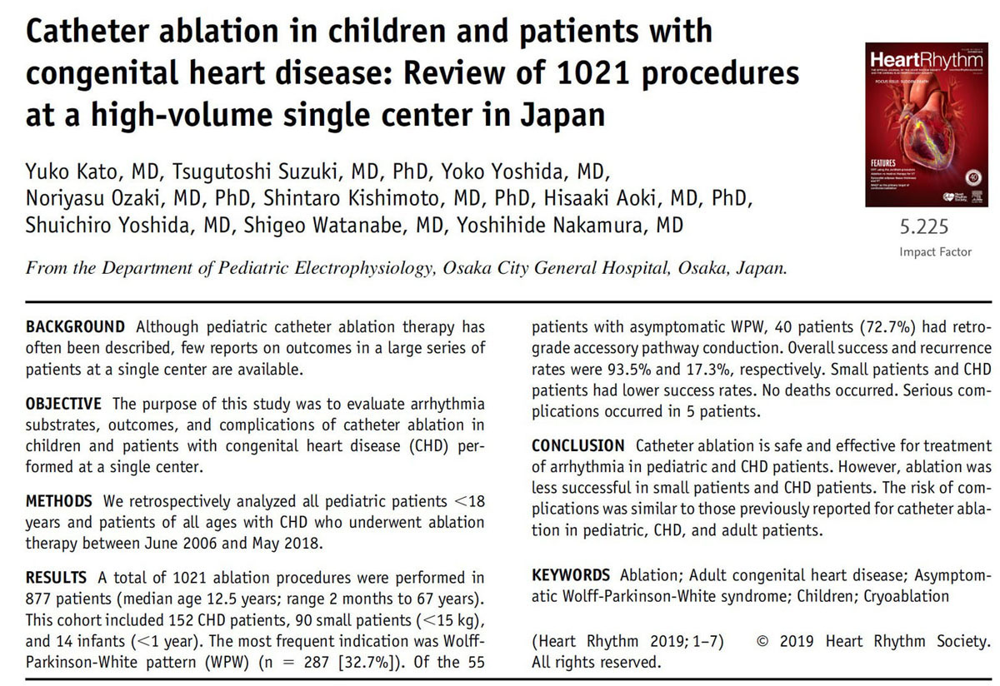 Catheter ablation in children and patients with
congenital heart disease: Review of 1021 procedures
at a high-volume single center in Japan
Yuko Kato, MD, Tsugutoshi Suzuki, MD, PhD, Yoko Yoshida, MD,
Noriyasu Ozaki, MD, PhD, Shintaro Kishimoto, MD, PhD, Hisaaki Aoki, MD, PhD,
Shuichiro Yoshida, MD, Shigeo Watanabe, MD, Yoshihide Nakamura, MD
From the Department of Pediatric Electrophysiology, Osaka City General Hospital, Osaka, Japan.
HeartRhythm
FOCUS ISSUE: SUDDEN DEATH
FEATURES
5.225
Impact Factor
BACKGROUND Although pediatric catheter ablation therapy has
often been described, few reports on outcomes in a large series of
patients at a single center are available.
OBJECTIVE The purpose of this study was to evaluate arrhythmia
substrates, outcomes, and complications of catheter ablation in
children and patients with congenital heart disease (CHD) per-
formed at a single center.
METHODS We retrospectively analyzed all pediatric patients <18
years and patients of all ages with CHD who underwent ablation
therapy between June 2006 and May 2018.
RESULTS A total of 1021 ablation procedures were performed in
877 patients (median age 12.5 years; range 2 months to 67 years).
This cohort included 152 CHD patients, 90 small patients (<15 kg),
and 14 infants (<1 year). The most frequent indication was Wolff-
Parkinson-White pattern (WPW) (n = 287 [32.7%]). Of the 55
patients with asymptomatic WPW, 40 patients (72.7%) had retro-
grade accessory pathway conduction. Overall success and recurrence
rates were 93.5% and 17.3%, respectively. Small patients and CHD
patients had lower success rates. No deaths occurred. Serious com-
plications occurred in 5 patients.
CONCLUSION Catheter ablation is safe and effective for treatment
of arrhythmia in pediatric and CHD patients. However, ablation was
less successful in small patients and CHD patients. The risk of com-
plications was similar to those previously reported for catheter abla-
tion in pediatric, CHD, and adult patients.
KEYWORDS Ablation; Adult congenital heart disease; Asymptom-
atic Wolff-Parkinson-White syndrome; Children; Cryoablation
(Heart Rhythm 2019; 1–7) © 2019 Heart Rhythm Society.
All rights reserved.